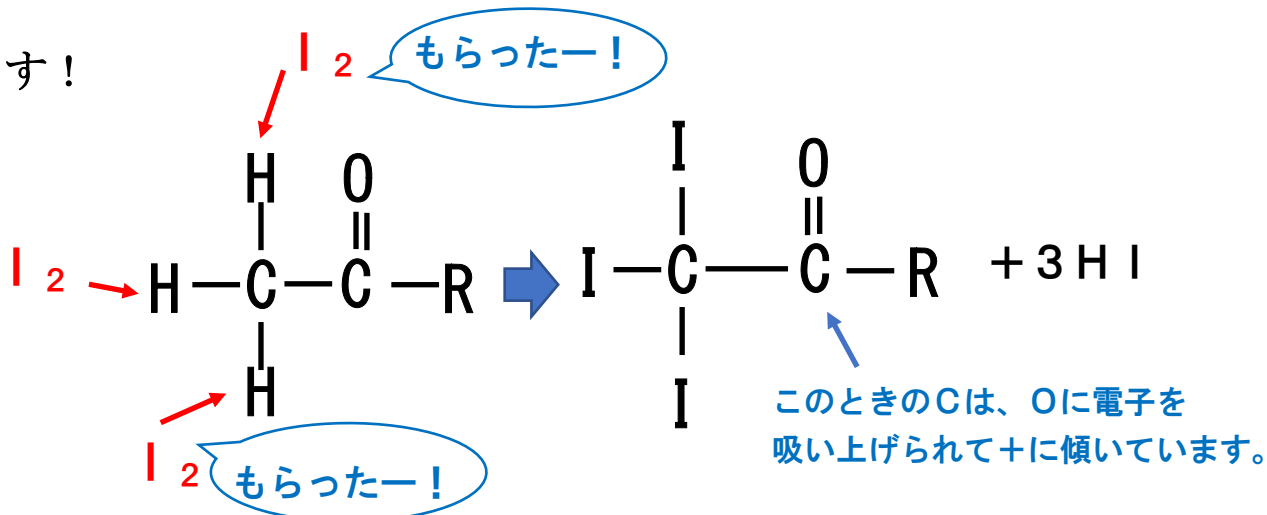 す！
Ｉ２
もらったー！
Ｈ Ｏ
Ｉ２
Ｈ－Ｃ－Ｃ－Ｒ
Ｈ
Ｉ２
もらったー！
Ｉ Ｏ
Ｉ－Ｃ－Ｃ－Ｒ ＋３ＨＩ
Ｉ
このときのＣは、Ｏに電子を
吸い上げられて＋に傾いています。